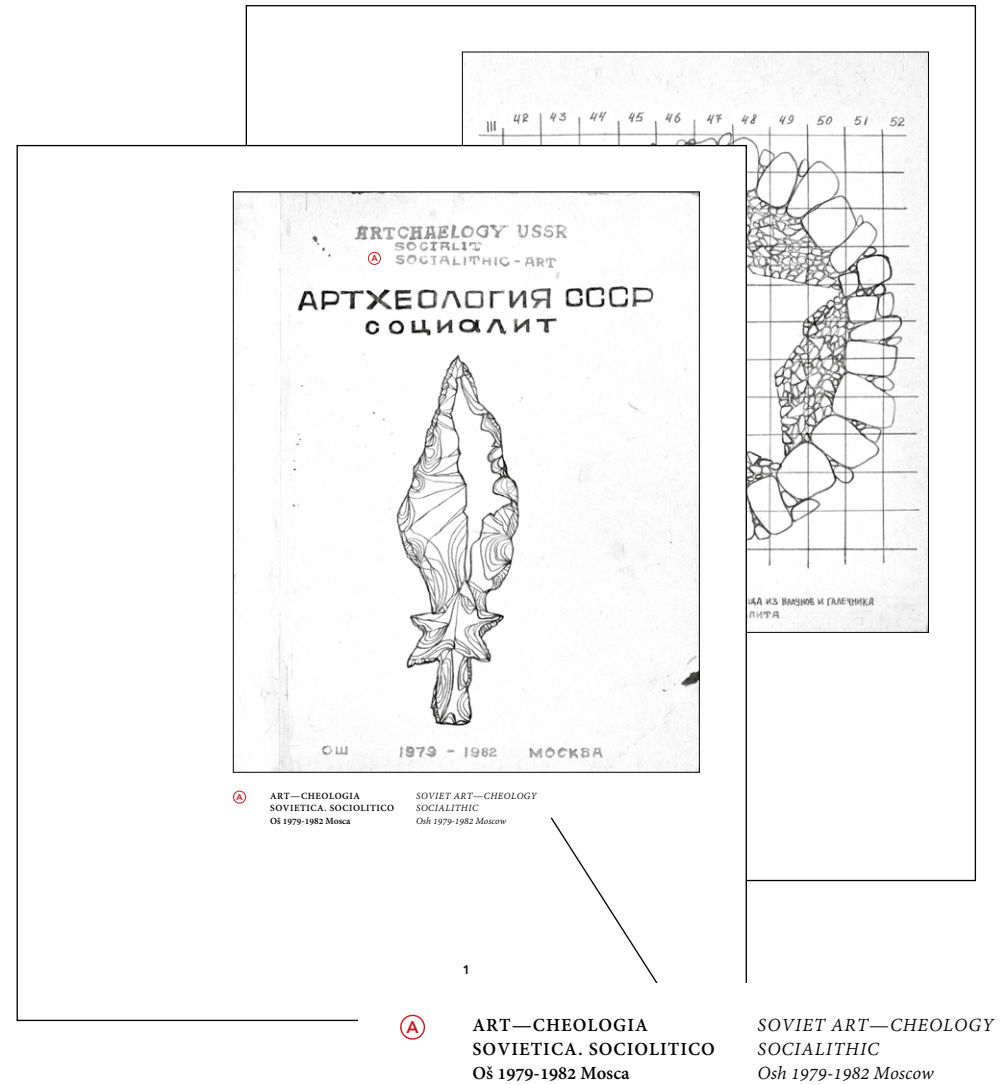 III 42 43 44 45 46 47 48 49 50 51 52
ARTCHAELOGY USSR
SOCIALIT
A SOCIALITHIC-ART
АРТХЕОЛОГИЯ СССР
СОЦИАЛИТ
ОШ 1979 - 1982 МОСКВА
ИЗ ВАЛУНОВ И ГАЛЕЧНИКА
A ART—CHEOLOGIA
SOVIETICA. SOCIOLITICO
Oš 1979-1982 Mosca
SOVIET ART—CHEOLOGY
SOCIALITHIC
Osh 1979-1982 Moscow
1
A ART—CHEOLOGIA
SOVIETICA. SOCIOLITICO
Oš 1979-1982 Mosca
SOVIET ART—CHEOLOGY
SOCIALITHIC
Osh 1979-1982 Moscow